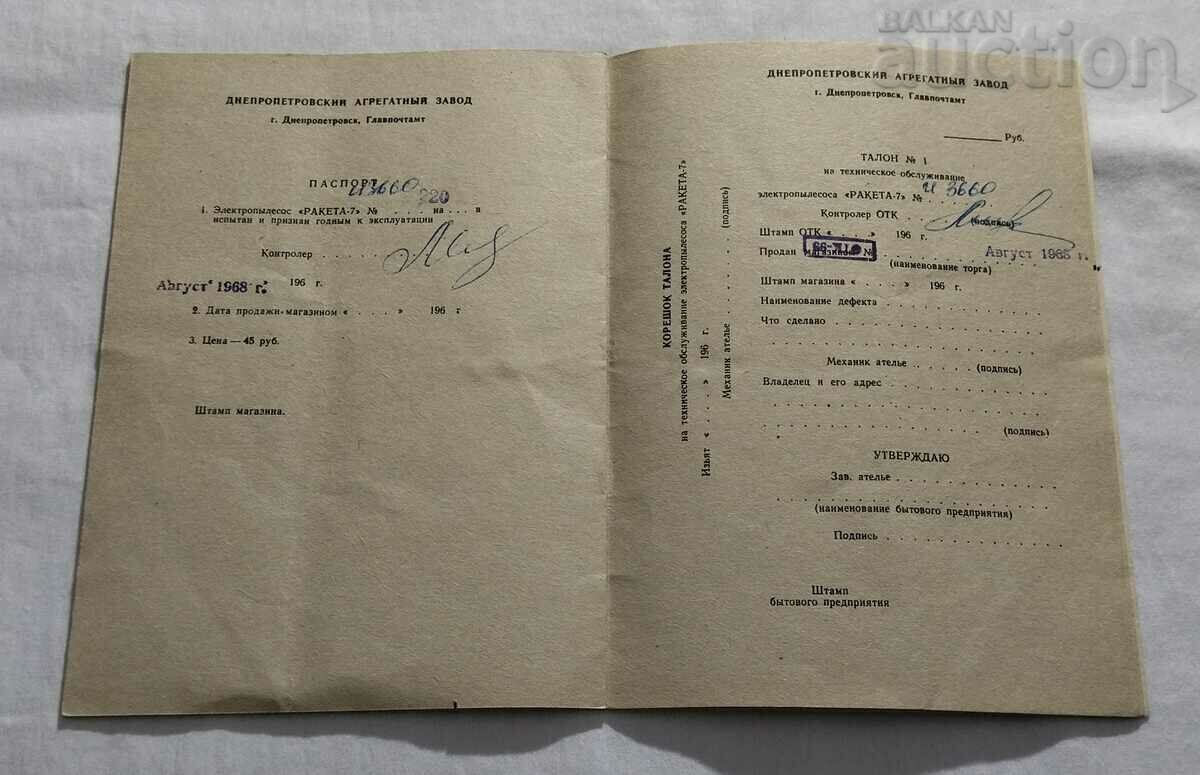 BALKAN
auction
ДНЕПРОПЕТРОВСКИЙ АГРЕГАТНЫЙ ЗАВОД
г. Днепропетровск, Главпочтамт
ПАСПОРТ
И3660
220
1. Электропылесос «РАКЕТА-7» № . . . . на . . . в
испытан и признан годным к эксплуатации
Контролер . . . . .
Август 1968 г. 196 г.
2. Дата продажи магазином « . . . . » 196 г
3. Цена — 45 руб.
Штамп магазина.
КОРЕШОК ТАЛОНА
на техническое обслуживание электропылесоса «РАКЕТА-7»
Изъят « . . . . » 196 г.
Механик ателье . . . . . (подпись)
ДНЕПРОПЕТРОВСКИЙ АГРЕГАТНЫЙ ЗАВОД
г. Днепропетровск, Главпочтамт
Руб.
ТАЛОН № 1
на техническое обслуживание
электропылесоса «РАКЕТА-7» № И 3660
Контролер ОТК . . . . (подпись)
Штамп ОТК « . . . . » 196 г.
Продан магазином № Август 1968 г.
(наименование торга)
Штамп магазина « . . . . » 196 г.
Наименование дефекта . . . . .
Что сделано . . . . .
Механик ателье . . . . . (подпись)
Владелец и его адрес . . . . .
(подпись)
УТВЕРЖДАЮ
Зав. ателье . . . . .
(наименование бытового предприятия)
Подпись . . . . .
Штамп
бытового предприятия